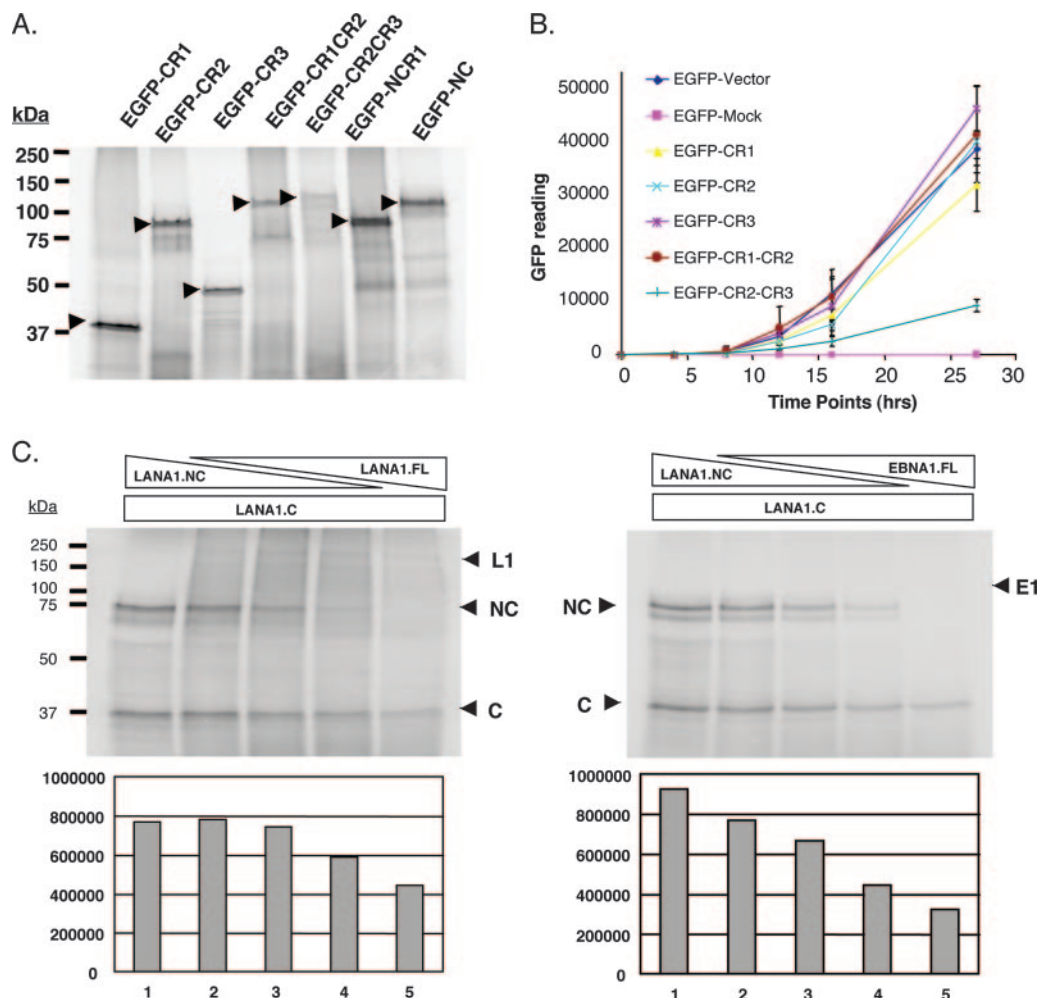 A.
EGFP-CR1
EGFP-CR2
EGFP-CR3
EGFP-CR1CR2
EGFP-CR2CR3
EGFP-NCR1
EGFP-NC
kDa
250
150
100
75
50
37
B.
50000
40000
30000
20000
10000
0
GFP reading
EGFP-Vector
EGFP-Mock
EGFP-CR1
EGFP-CR2
EGFP-CR3
EGFP-CR1-CR2
EGFP-CR2-CR3
0 5 10 15 20 25 30
Time Points (hrs)
C.
LANA1.NC LANA1.FL
LANA1.C
kDa
250
150
100
75
50
37
L1
NC
C
1000000
800000
600000
400000
200000
0
1 2 3 4 5
LANA1.NC EBNA1.FL
LANA1.C
E1
NC
C
1000000
800000
600000
400000
200000
0
1 2 3 4 5